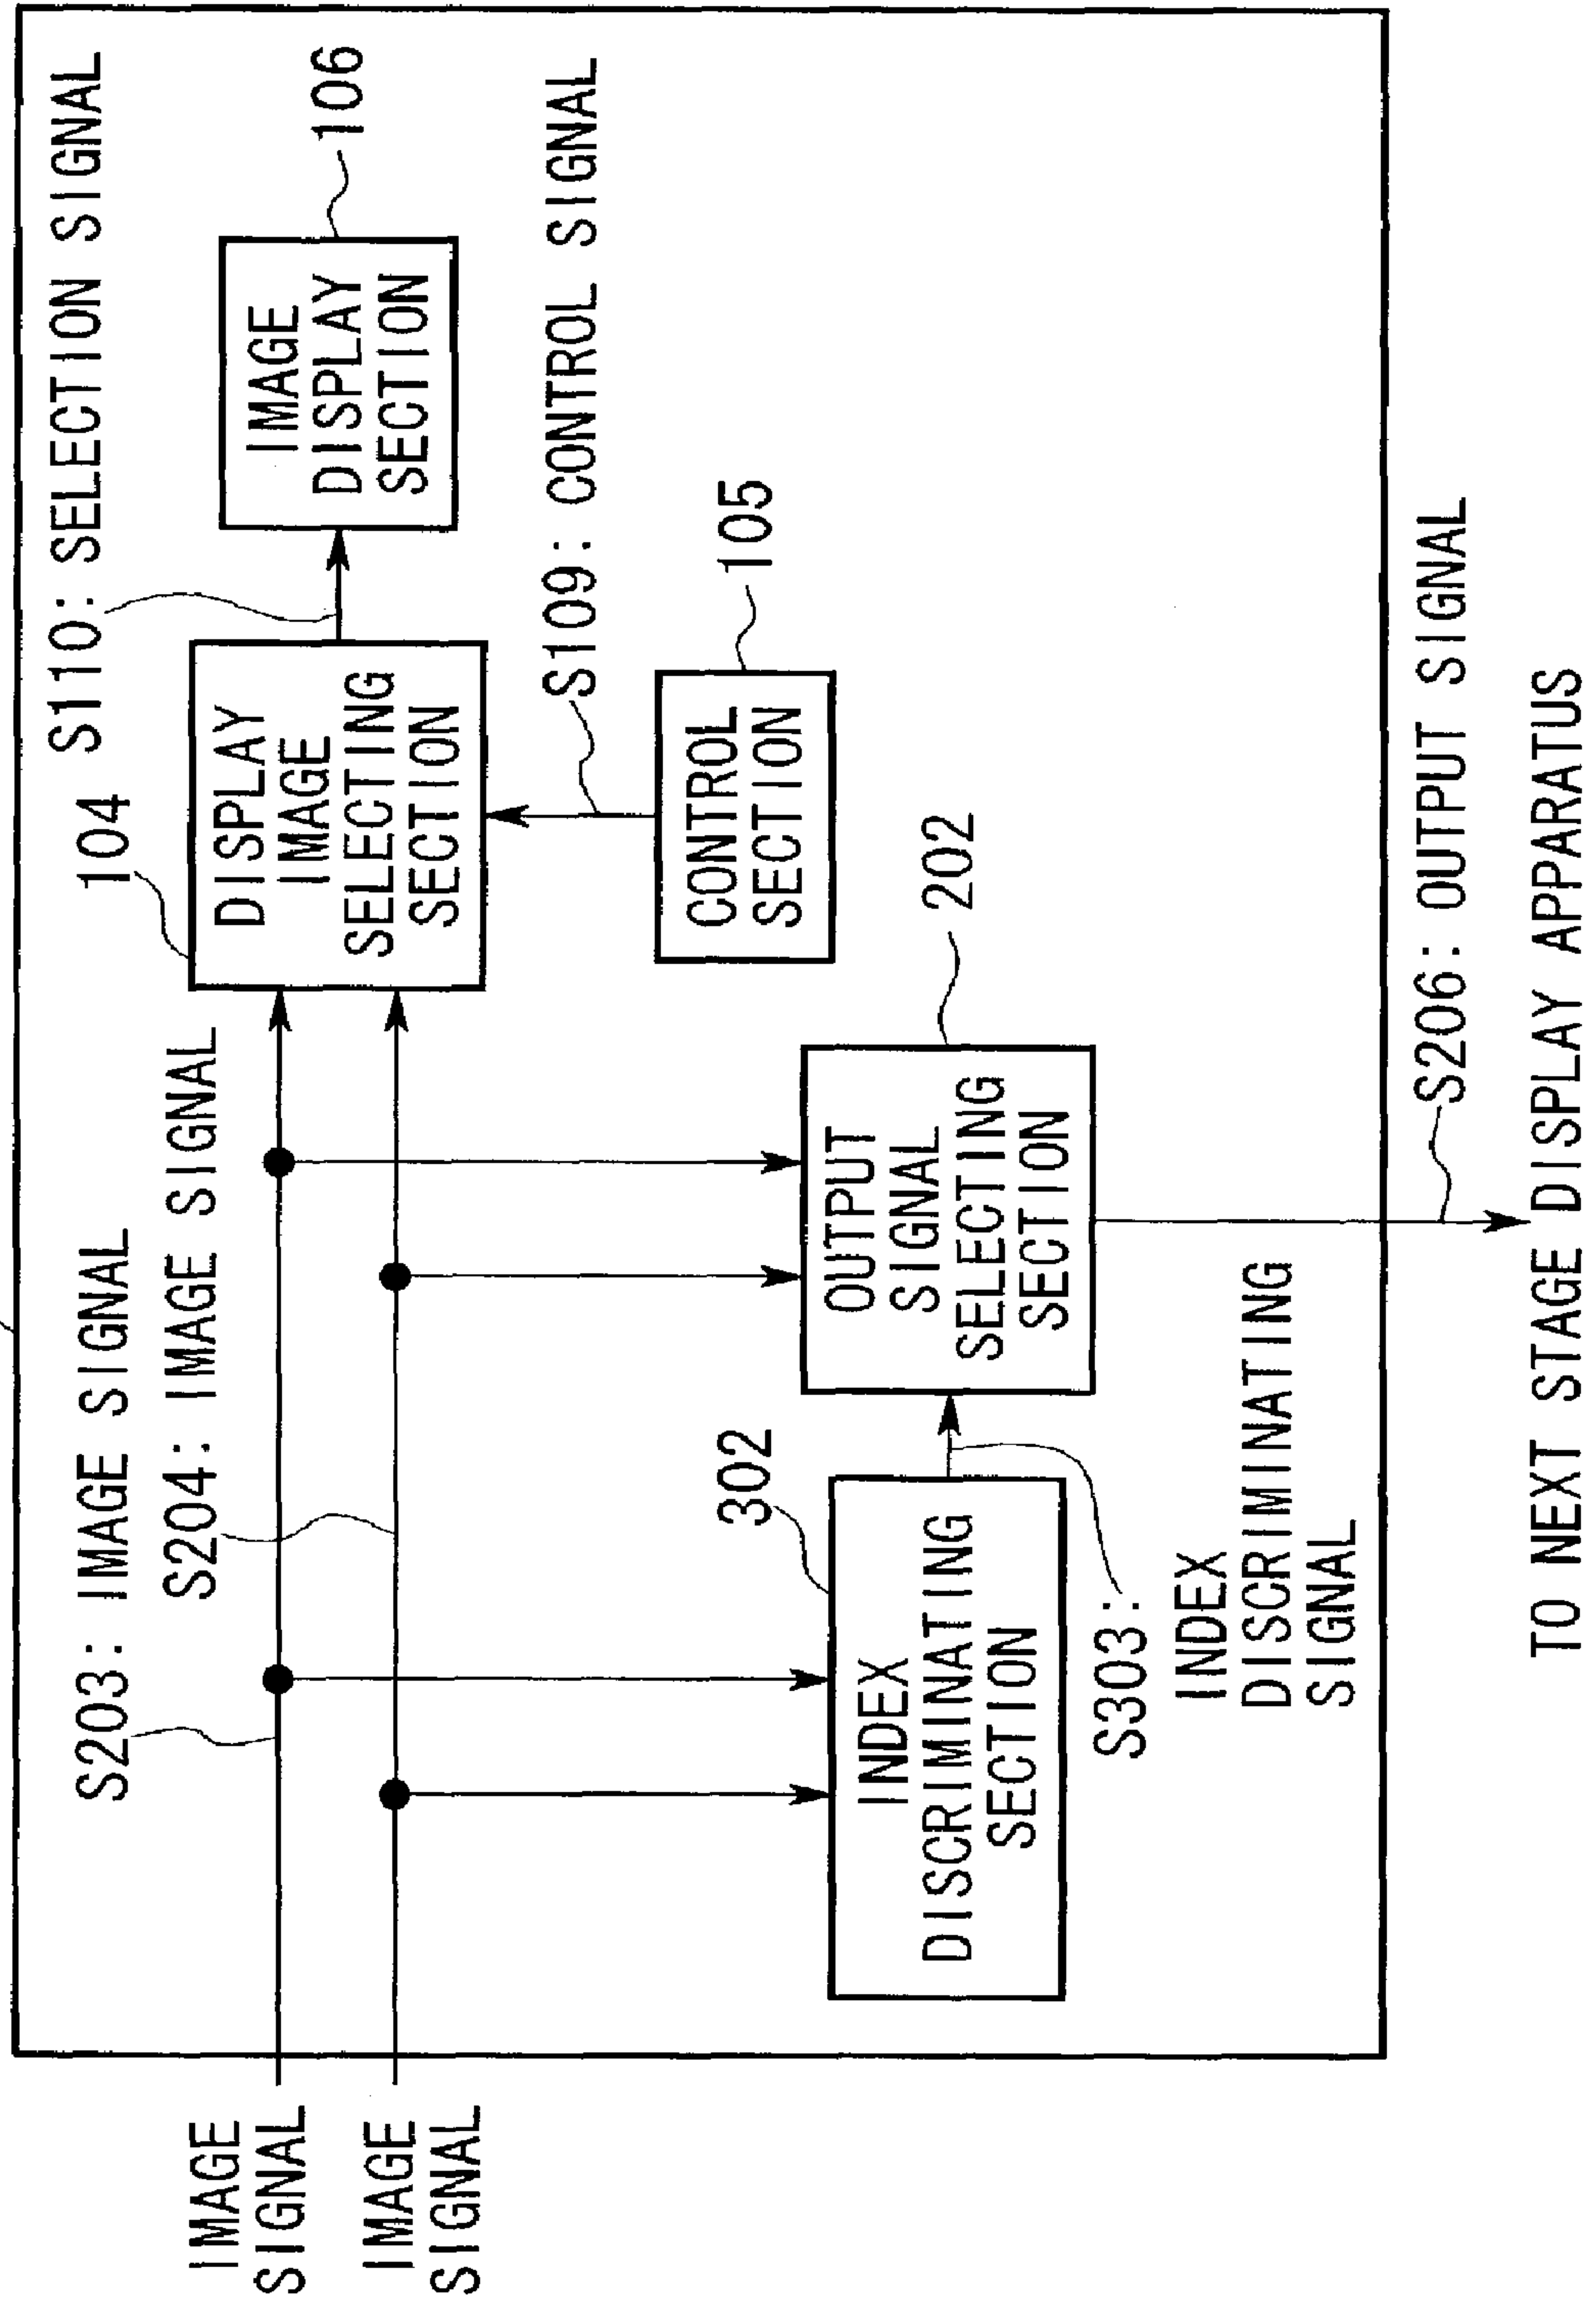 S110: SELECTION SIGNAL
104
106
S203: IMAGE SIGNAL
S204: IMAGE SIGNAL
IMAGE
SIGNAL
IMAGE
SIGNAL
DISPLAY
IMAGE
SELECTING
SECTION
IMAGE
DISPLAY
SECTION
S109: CONTROL SIGNAL
CONTROL
SECTION
105
302
INDEX
DISCRIMINATING
SECTION
OUTPUT
SIGNAL
SELECTING
SECTION
202
S303:
INDEX
DISCRIMINATING
SIGNAL
S206: OUTPUT SIGNAL
TO NEXT STAGE DISPLAY APPARATUS